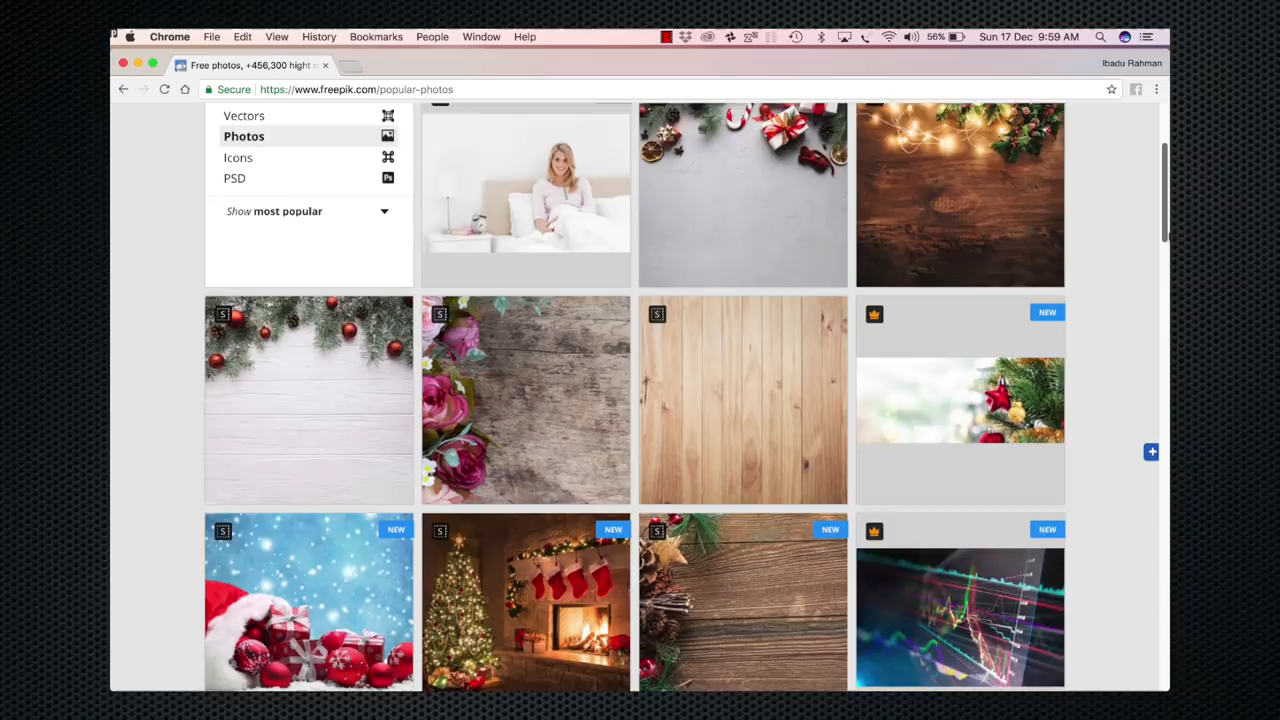 Chrome File Edit View History Bookmarks People Window Help 56% Sun 17 Dec 9:59 AM
Free photos, +456,300 hight r
Ibadu Rahman
Secure https://www.freepik.com/popular-photos
Vectors
Photos
Icons
PSD Ps
Show most popular
S S S NEW
S NEW S NEW S NEW NEW